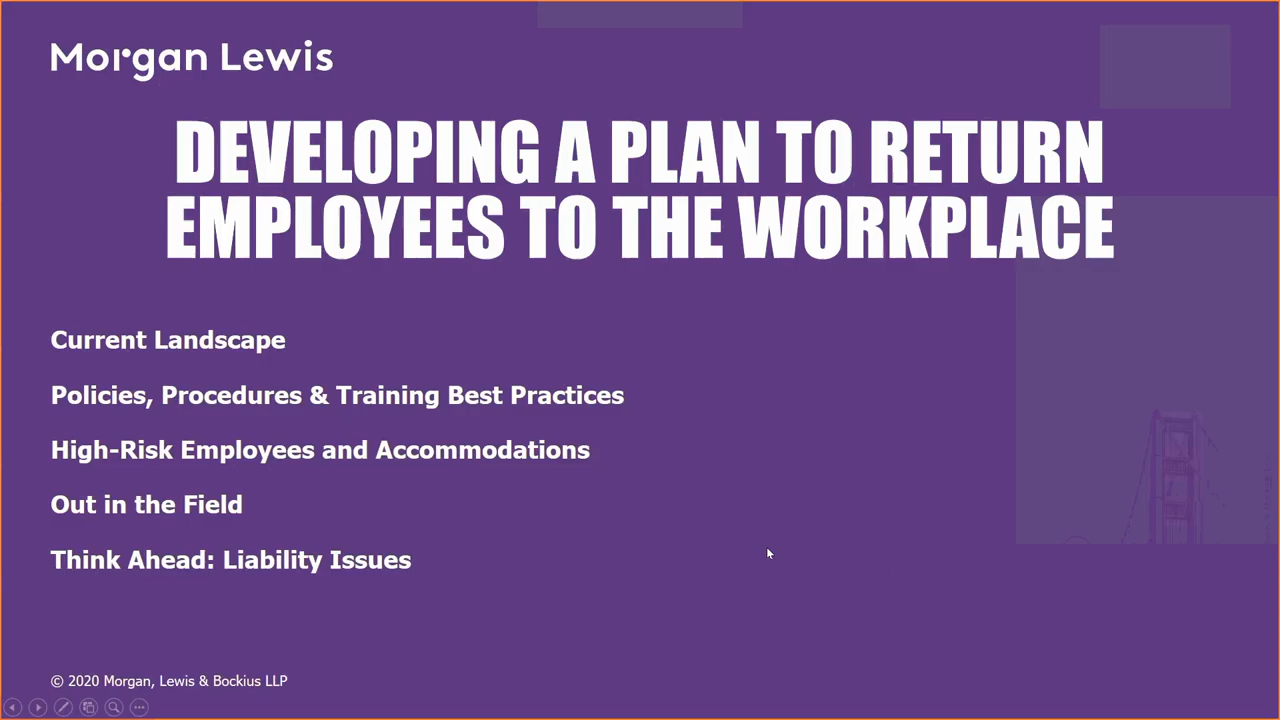 Morgan Lewis
DEVELOPING A PLAN TO RETURN
EMPLOYEES TO THE WORKPLACE
Current Landscape
Policies, Procedures & Training Best Practices
High-Risk Employees and Accommodations
Out in the Field
Think Ahead: Liability Issues
© 2020 Morgan, Lewis & Bockius LLP